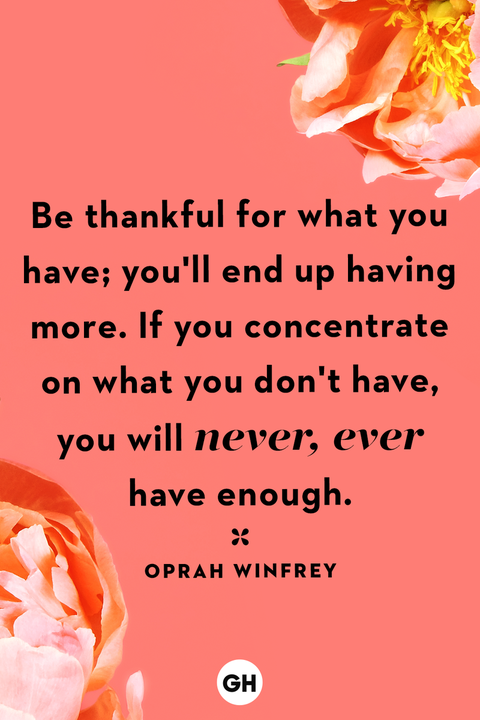 Be thankful for what you
have; you'll end up having
more. If you concentrate
on what you don't have,
you will never, ever
have enough.
OPRAH WINFREY
GH